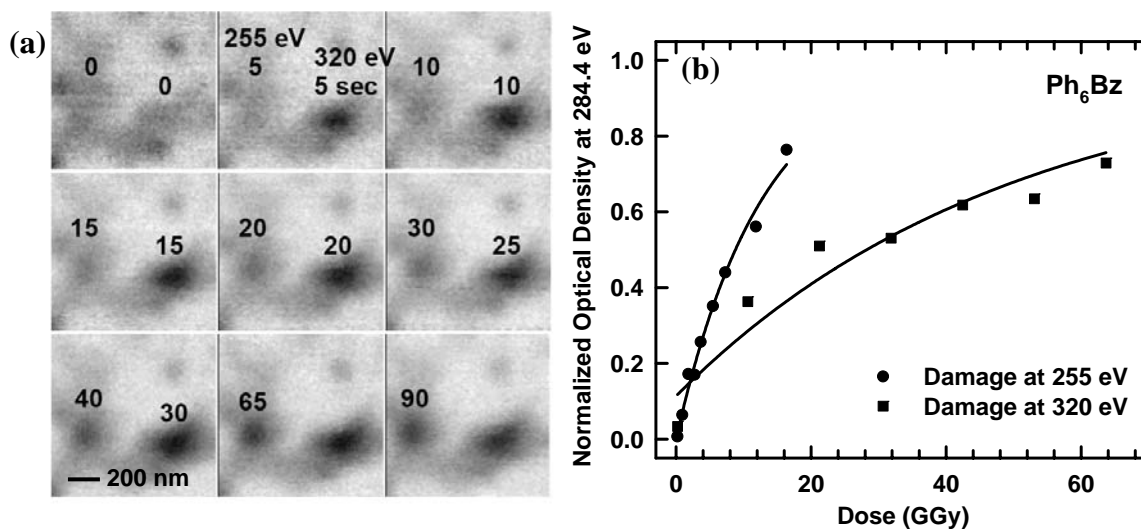 (a)
0
0
255 eV
5
320 eV
5 sec
10
10
15
15
20
20
30
25
40
30
65
90
200 nm
(b)
Ph6Bz
Normalized Optical Density at 284.4 eV
1.0
0.8
0.6
0.4
0.2
0.0
Damage at 255 eV
Damage at 320 eV
0 20 40 60
Dose (GGy)